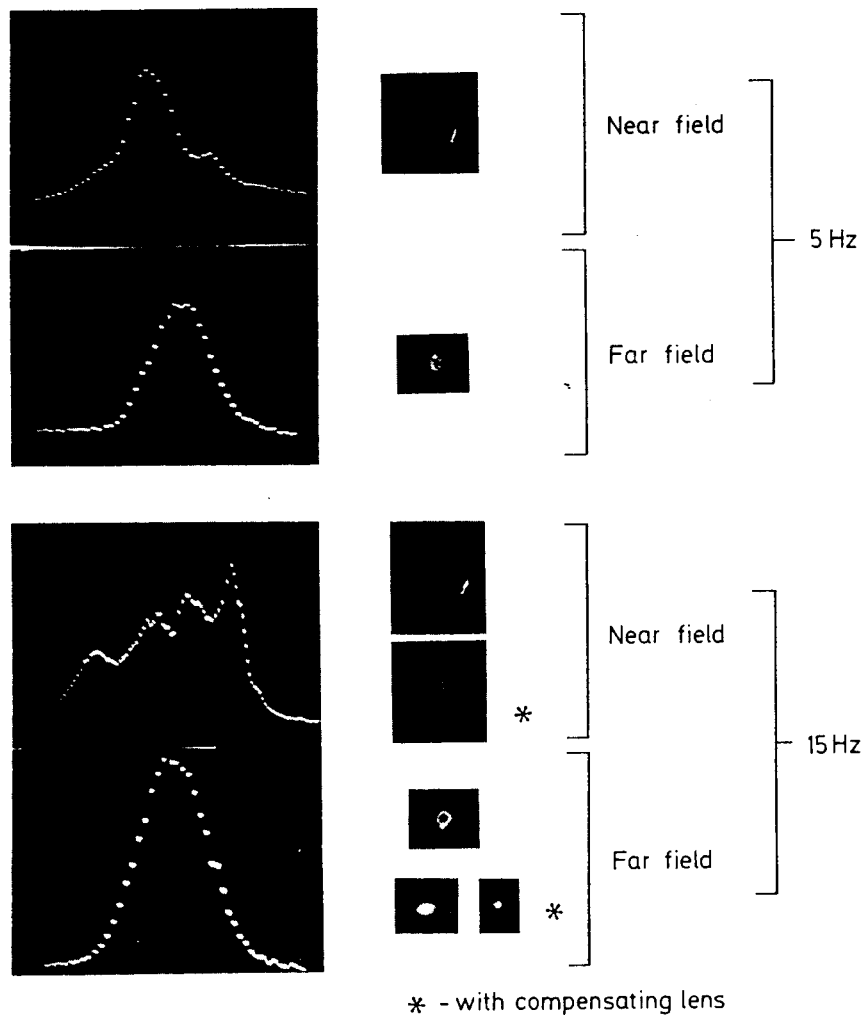 Near field
5 Hz
Far field
Near field
*
15 Hz
Far field
*
* - with compensating lens